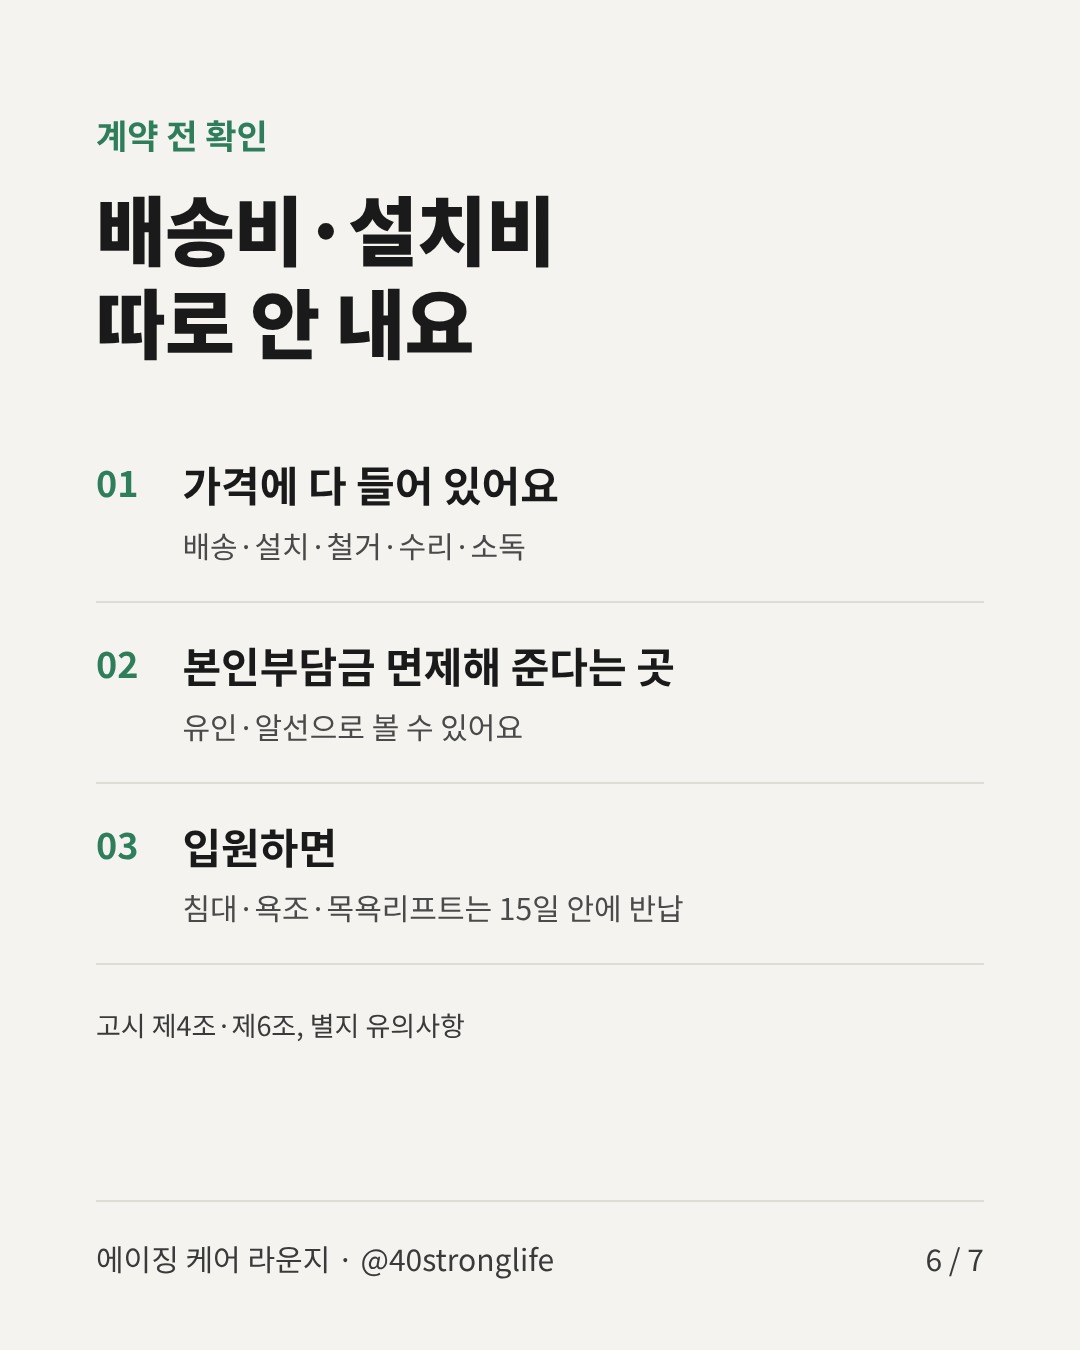 계약 전 확인
배송비·설치비
따로 안 내요
01 가격에 다 들어 있어요
배송·설치·철거·수리·소독
02 본인부담금 면제해 준다는 곳
유인·알선으로 볼 수 있어요
03 입원하면
침대·욕조·목욕리프트는 15일 안에 반납
고시 제4조·제6조, 별지 유의사항
에이징 케어 라운지 · @40stronglife 6 / 7